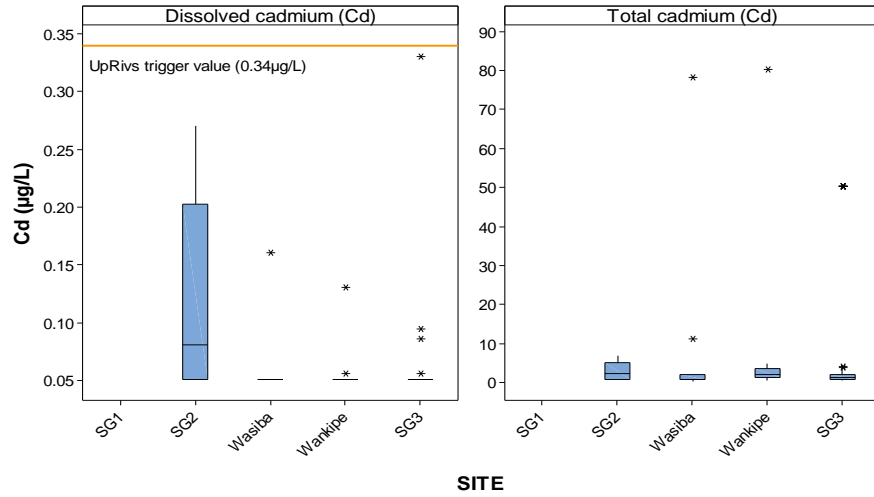 Dissolved cadmium (Cd)
Total cadmium (Cd)
0.35
0.30
0.25
0.20
0.15
0.10
0.05
UpRivs trigger value (0.34µg/L)
90
80
70
60
50
40
30
20
10
0
Cd (µg/L)
SG1
SG2
Wasiba
Wankipe
SG3
SG1
SG2
Wasiba
Wankipe
SG3
SITE